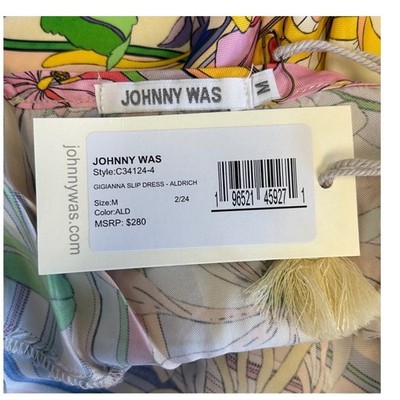 JOHNNY WAS
M
johnnywas.com
JOHNNY WAS
Style:C34124-4
GIGIANNA SLIP DRESS - ALDRICH
Size:M 2/24
Color:ALD
MSRP: $280
1 96521 45927 1